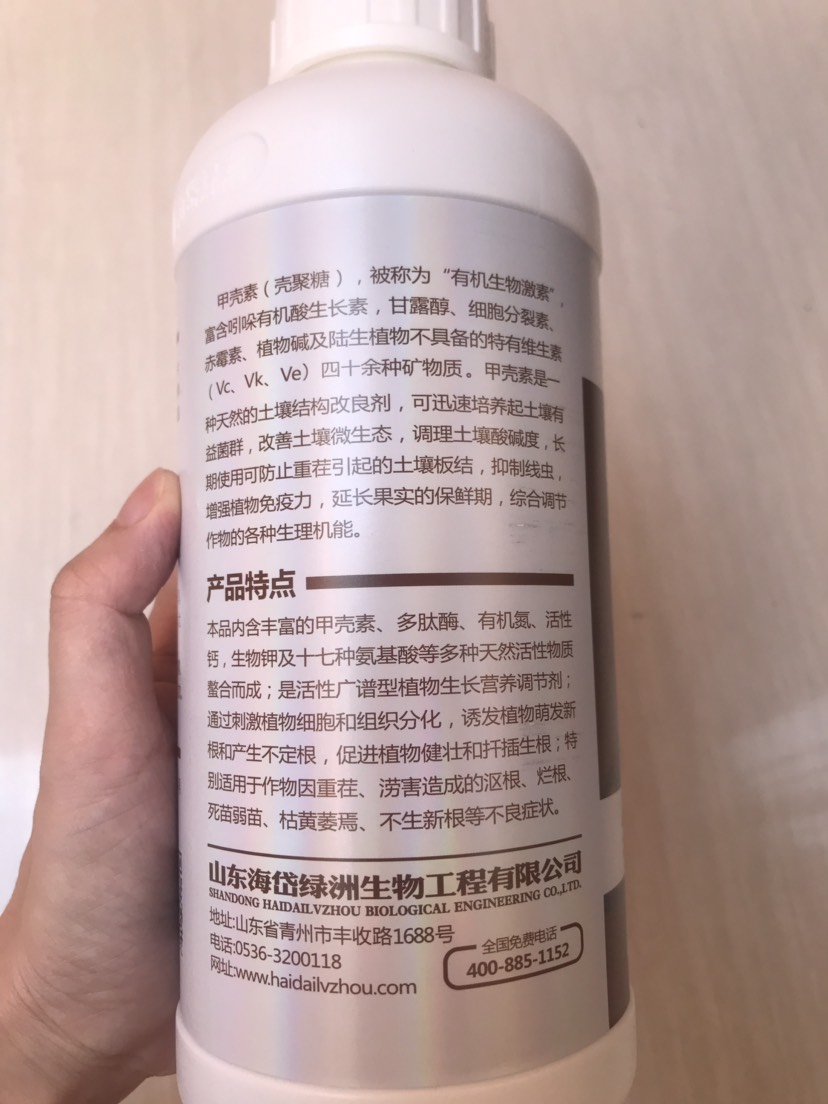 甲壳素（壳聚糖），被称为“有机生物激素”，
富含吲哚有机酸生长素，甘露醇、细胞分裂素、
赤霉素、植物碱及陆生植物不具备的特有维生素
（Vc、Vk、Ve）四十余种矿物质。甲壳素是一
种天然的土壤结构改良剂，可迅速培养起土壤有
益菌群，改善土壤微生态，调理土壤酸碱度，长
期使用可防止重茬引起的土壤板结，抑制线虫，
增强植物免疫力，延长果实的保鲜期，综合调节
作物的各种生理机能。
产品特点
本品内含丰富的甲壳素、多肽酶、有机氮、活性
钙，生物钾及十七种氨基酸等多种天然活性物质
螯合而成；是活性广谱型植物生长营养调节剂；
通过刺激植物细胞和组织分化，诱发植物萌发新
根和产生不定根，促进植物健壮和扦插生根；特
别适用于作物因重茬、涝害造成的沤根、烂根、
死苗弱苗、枯黄萎焉、不生新根等不良症状。
山东海岱绿洲生物工程有限公司
SHANDONG HAIDAILVZHOU BIOLOGICAL ENGINEERING CO.,LTD.
地址:山东省青州市丰收路1688号
电话:0536-3200118
网址:www.haidailvzhou.com
全国免费电话
400-885-1152